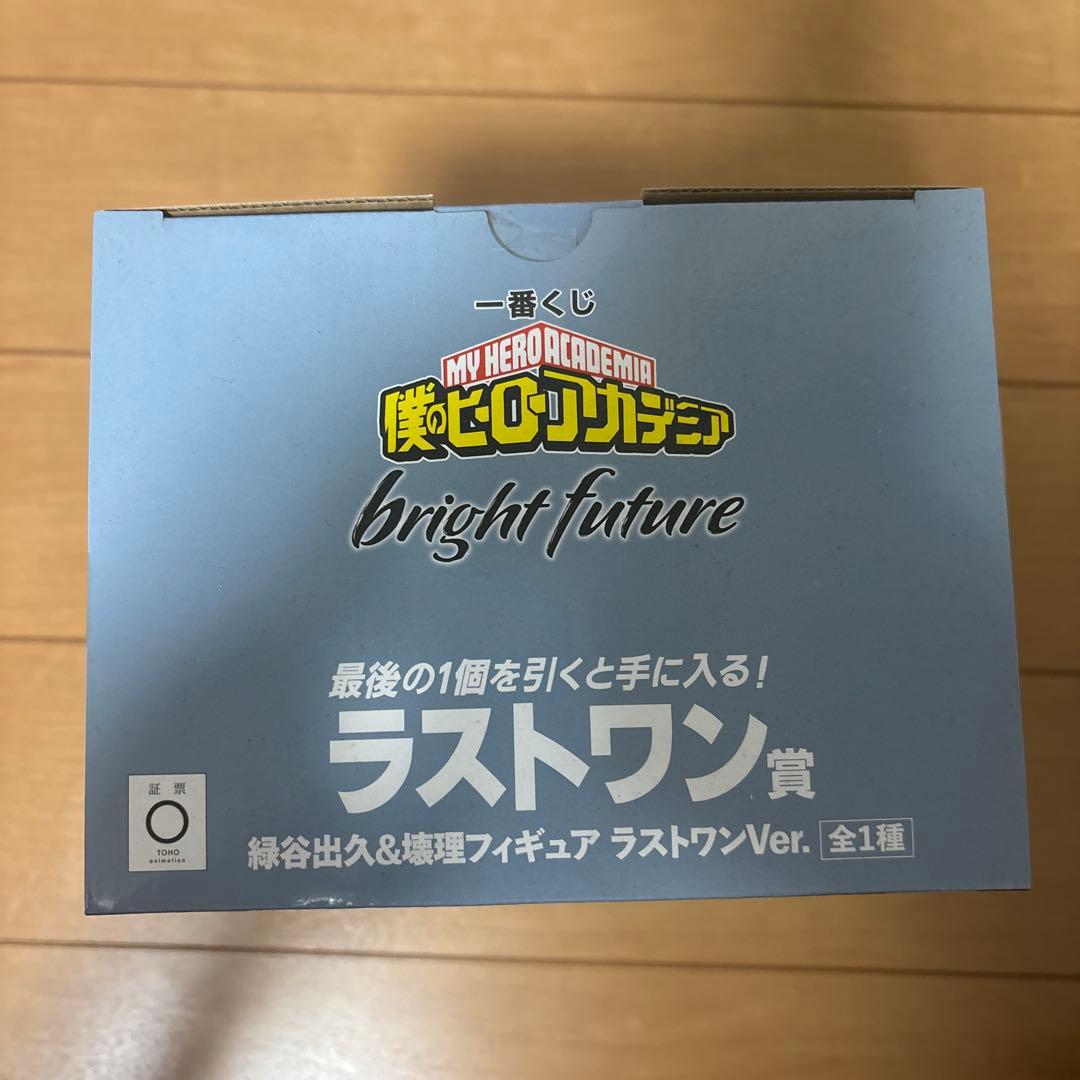 一番くじ
MY HERO ACADEMIA
僕のヒーローアカデミア
bright future
最後の1個を引くと手に入る!
ラストワン賞
緑谷出久&壊理フィギュア ラストワンVer. 全1種
証票
TOHO
animation